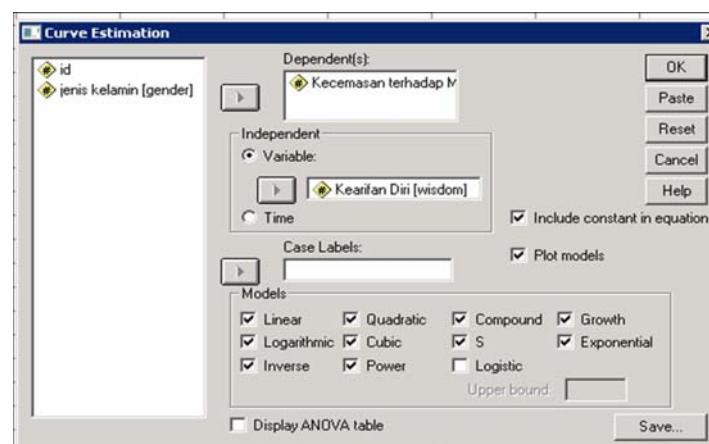 Curve Estimation
id
jenis kelamin [gender]
Dependent(s):
Kecemasan terhadap M
Independent
Variable:
Kearifan Diri [wisdom]
Time
Case Labels:
OK
Paste
Reset
Cancel
Help
Include constant in equation
Plot models
Models
Linear Quadratic Compound Growth
Logarithmic Cubic S Exponential
Inverse Power Logistic
Upper bound:
Display ANOVA table
Save...